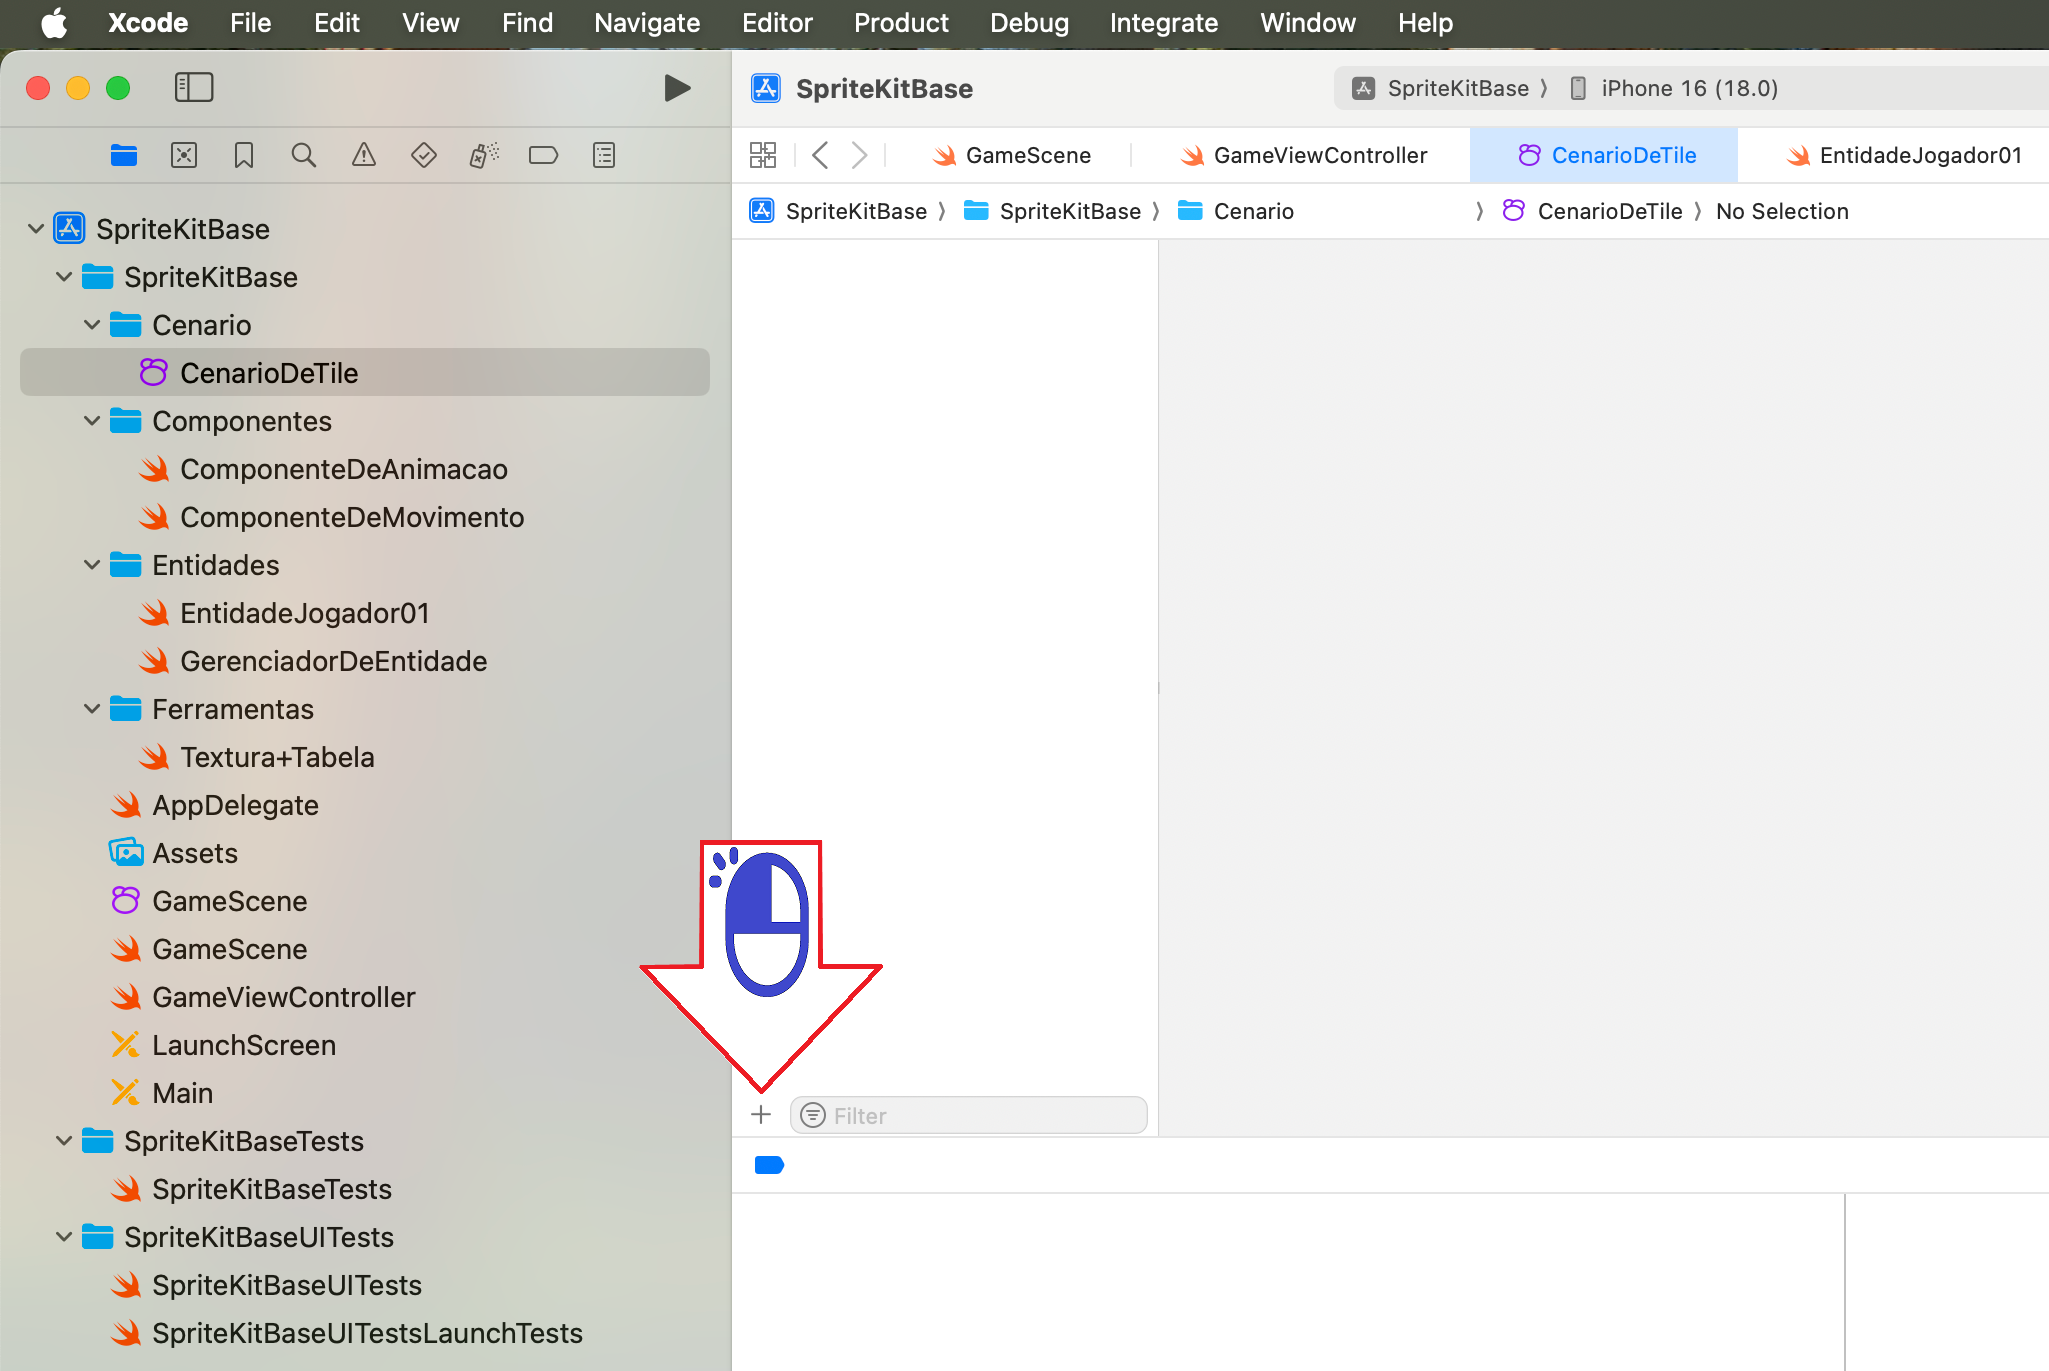 Xcode File Edit View Find Navigate Editor Product Debug Integrate Window Help
SpriteKitBase SpriteKitBase 〉 iPhone 16 (18.0)
GameScene GameViewController CenarioDeTile EntidadeJogador01
SpriteKitBase 〉 SpriteKitBase 〉 Cenario 〉 CenarioDeTile 〉 No Selection
SpriteKitBase
SpriteKitBase
Cenario
CenarioDeTile
Componentes
ComponenteDeAnimacao
ComponenteDeMovimento
Entidades
EntidadeJogador01
GerenciadorDeEntidade
Ferramentas
Textura+Tabela
AppDelegate
Assets
GameScene
GameScene
GameViewController
LaunchScreen
Main
SpriteKitBaseTests
SpriteKitBaseTests
SpriteKitBaseUITests
SpriteKitBaseUITests
SpriteKitBaseUITestsLaunchTests
Filter